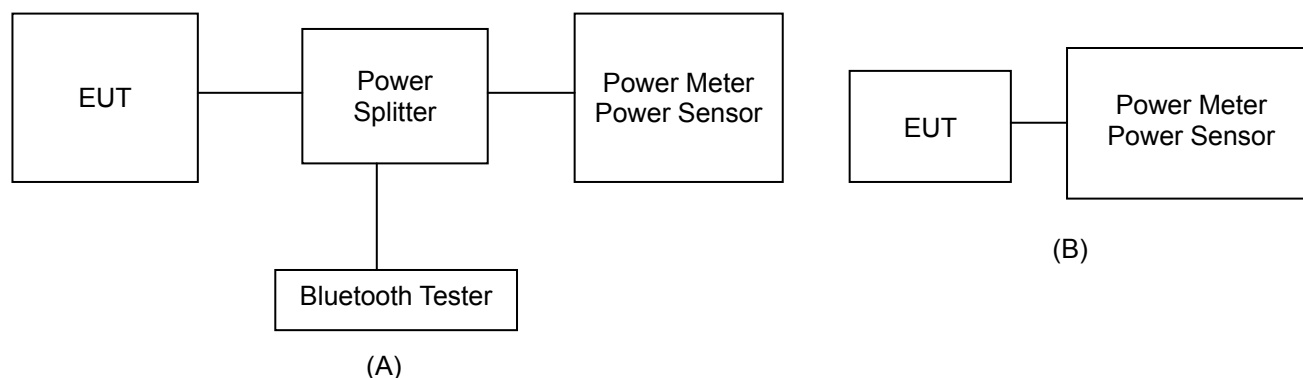 EUT
Power
Splitter
Power Meter
Power Sensor
Bluetooth Tester
(A)
EUT
Power Meter
Power Sensor
(B)